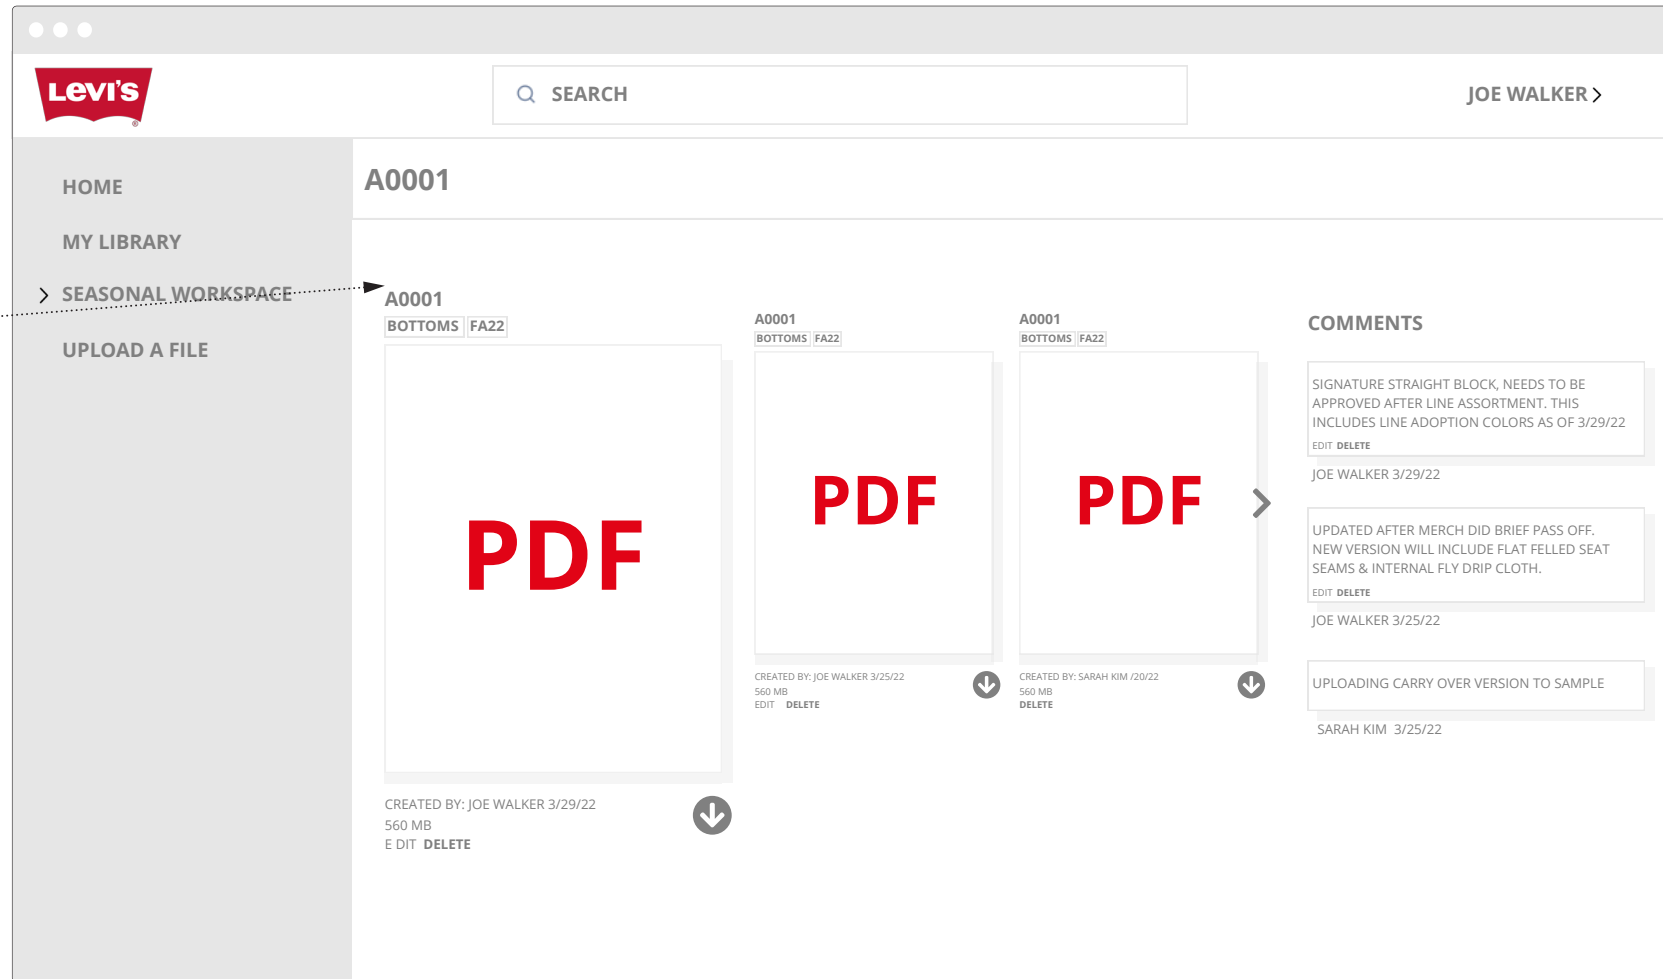 LEVI'S
®
SEARCH
JOE WALKER
HOME
MY LIBRARY
SEASONAL WORKSPACE
UPLOAD A FILE
A0001
A0001
BOTTOMS FA22
PDF
CREATED BY: JOE WALKER 3/29/22
560 MB
E DIT DELETE
A0001
BOTTOMS FA22
PDF
CREATED BY: JOE WALKER 3/25/22
560 MB
EDIT DELETE
A0001
BOTTOMS FA22
PDF
CREATED BY: SARAH KIM /20/22
560 MB
DELETE
COMMENTS
SIGNATURE STRAIGHT BLOCK, NEEDS TO BE
APPROVED AFTER LINE ASSORTMENT. THIS
INCLUDES LINE ADOPTION COLORS AS OF 3/29/22
EDIT DELETE
JOE WALKER 3/29/22
UPDATED AFTER MERCH DID BRIEF PASS OFF.
NEW VERSION WILL INCLUDE FLAT FELLED SEAT
SEAMS & INTERNAL FLY DRIP CLOTH.
EDIT DELETE
JOE WALKER 3/25/22
UPLOADING CARRY OVER VERSION TO SAMPLE
SARAH KIM 3/25/22